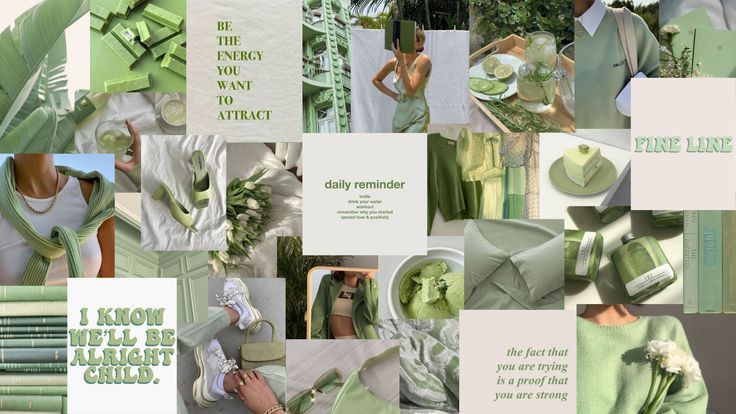 BE
THE
ENERGY
YOU
WANT
TO
ATTRACT
FINE LINE
daily reminder
smile
drink your water
workout
remember why you started
spread love & positivity
I KNOW
WE'LL BE
ALRIGHT
CHILD.
the fact that
you are trying
is a proof that
you are strong